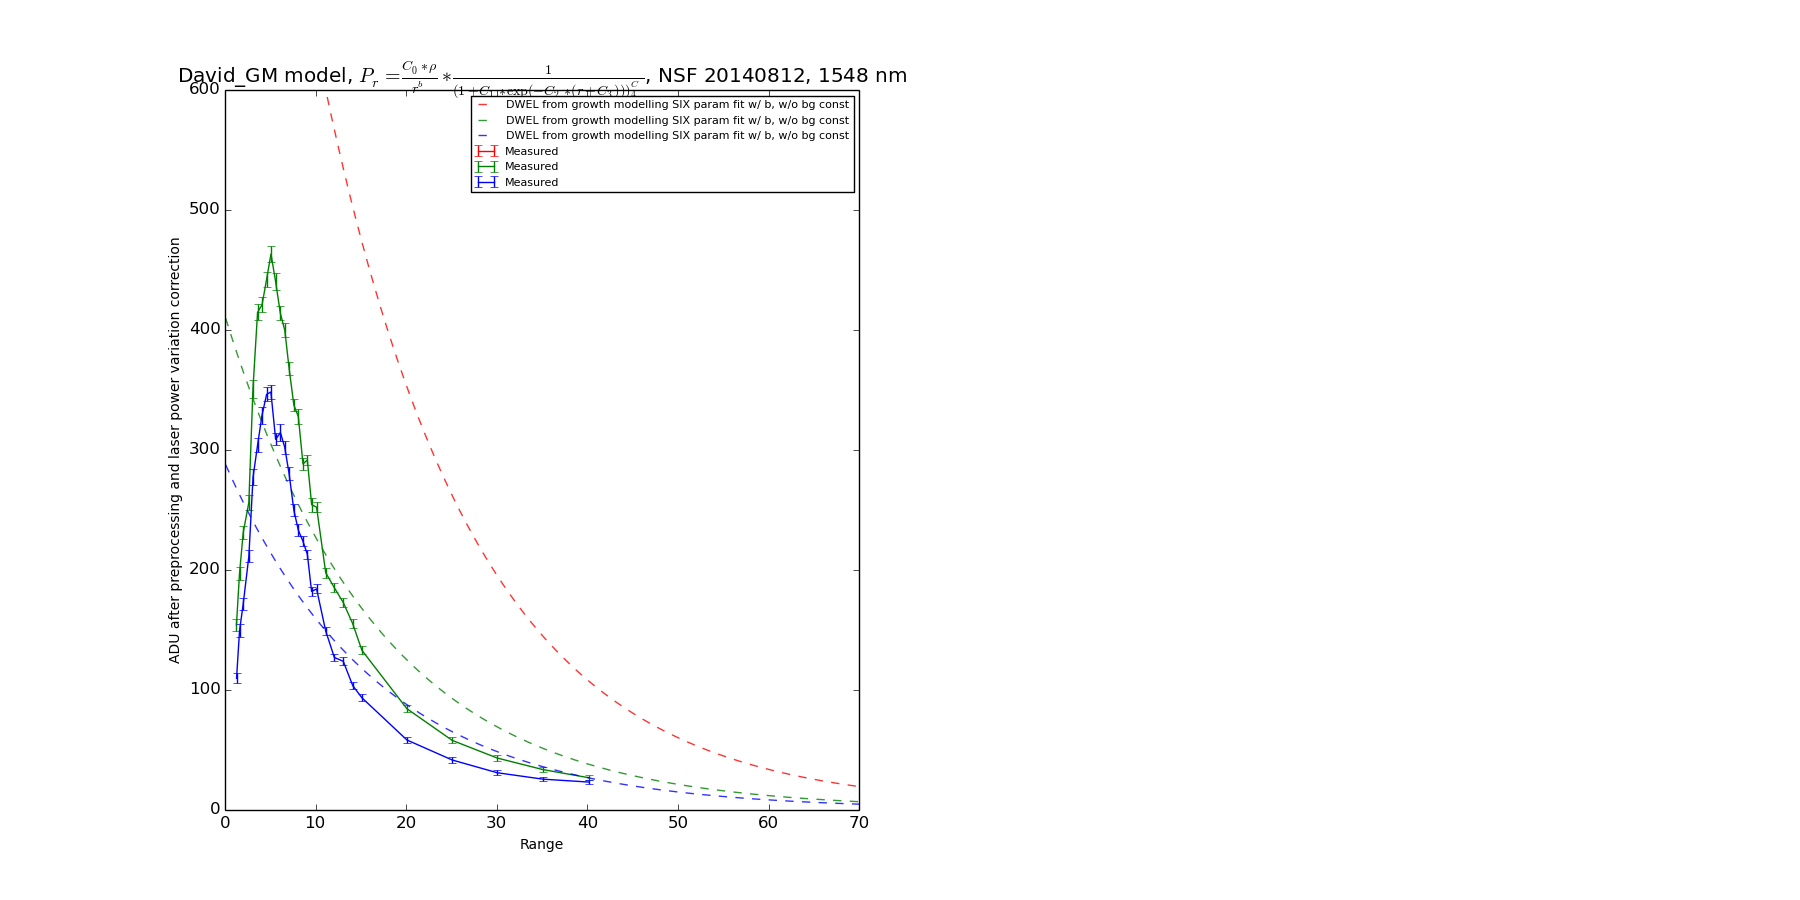 David_GM model, $P_r = \frac{C_0 * \rho}{r^b} * \frac{1}{(1+C_1 * \exp(-C_2 * (r+C_3)))^{C_4}}$, NSF 20140812, 1548 nm
600
DWEL from growth modelling SIX param fit w/ b, w/o bg const
DWEL from growth modelling SIX param fit w/ b, w/o bg const
DWEL from growth modelling SIX param fit w/ b, w/o bg const
Measured
Measured
Measured
500
400
300
200
100
0
ADU after preprocessing and laser power variation correction
0 10 20 30 40 50 60 70
Range